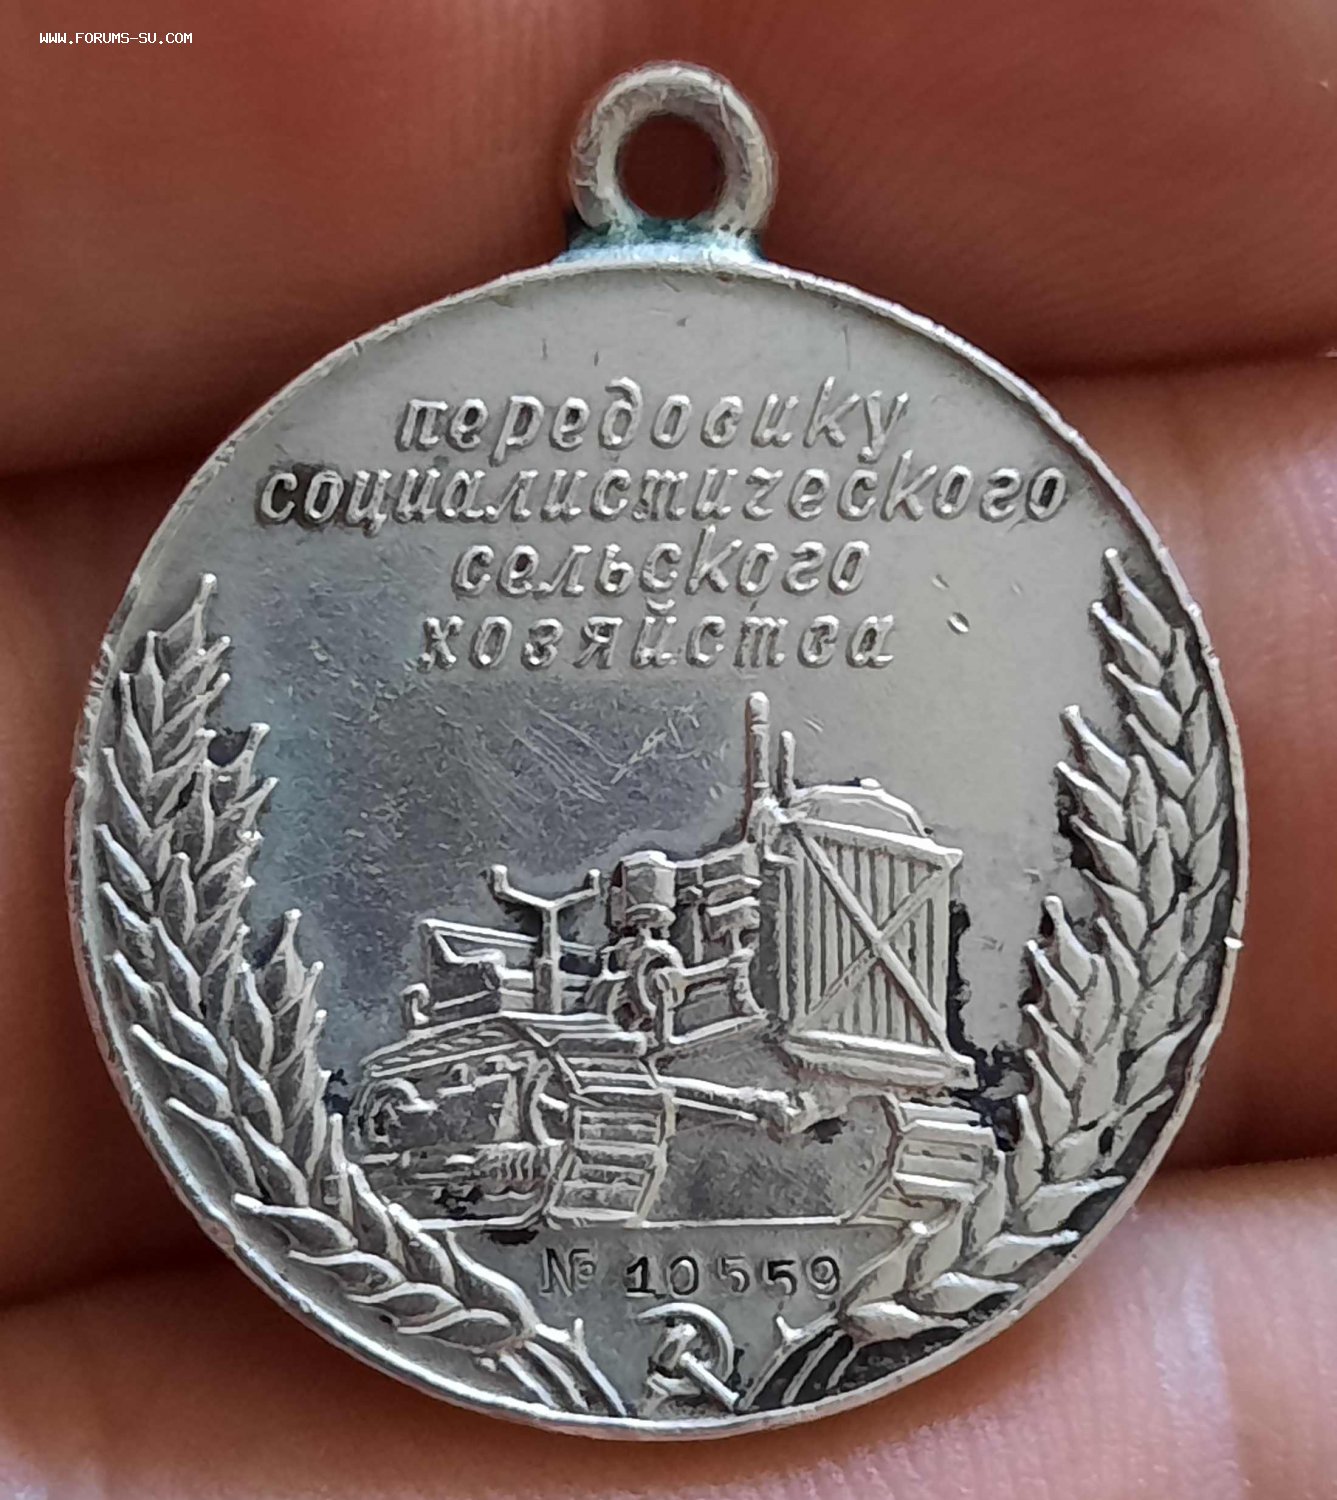 WWW.FORUMS-SU.COM
передовику
социалистического
сельского
хозяйства
№ 10559